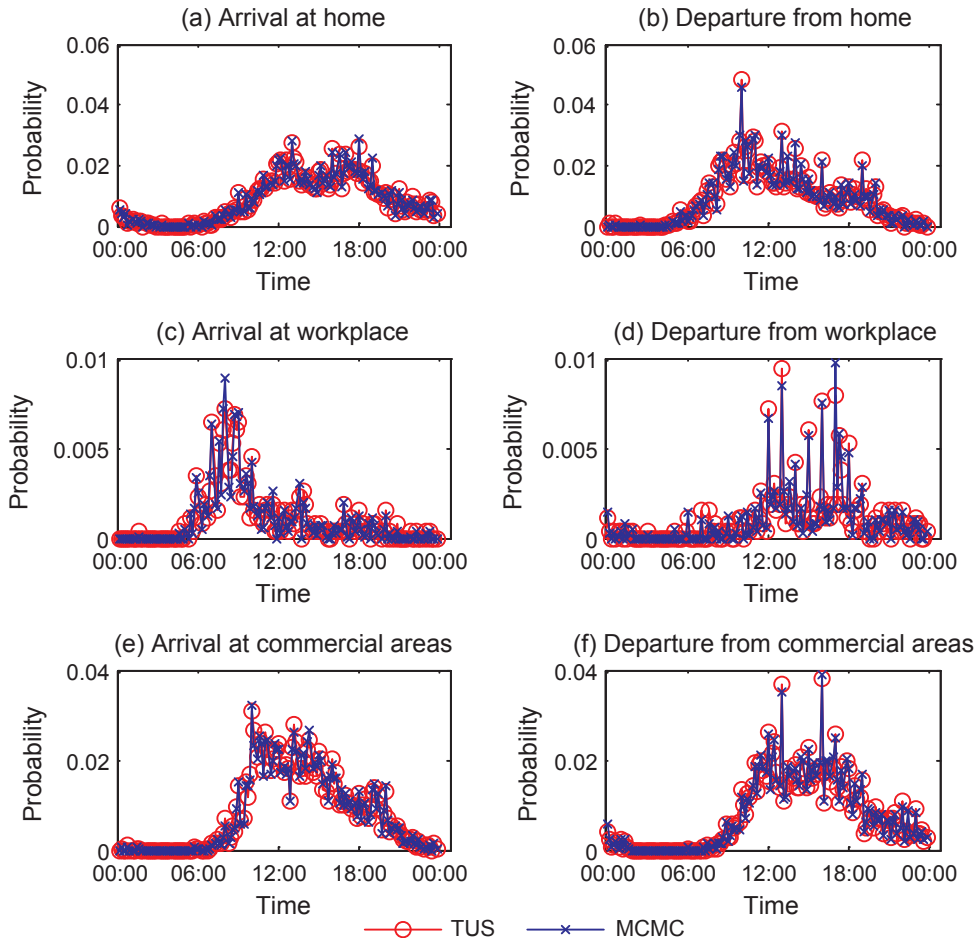 (a) Arrival at home
(b) Departure from home
0.06
0.04
0.02
0
Probability
00:00 06:00 12:00 18:00 00:00
Time
0.06
0.04
0.02
0
Probability
00:00 06:00 12:00 18:00 00:00
Time
(c) Arrival at workplace
(d) Departure from workplace
0.01
0.005
0
Probability
00:00 06:00 12:00 18:00 00:00
Time
0.01
0.005
0
Probability
00:00 06:00 12:00 18:00 00:00
Time
(e) Arrival at commercial areas
(f) Departure from commercial areas
0.04
0.02
0
Probability
00:00 06:00 12:00 18:00 00:00
Time
0.04
0.02
0
Probability
00:00 06:00 12:00 18:00 00:00
Time
TUS MCMC